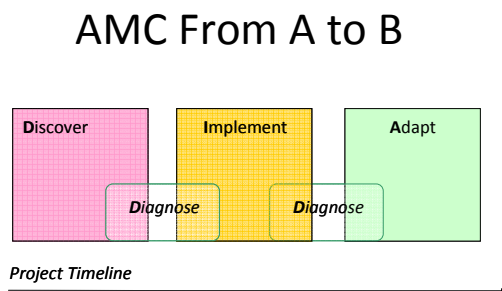 AMC From A to B
Discover
Implement
Adapt
Diagnose
Diagnose
Project Timeline